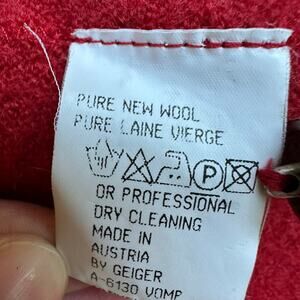 PURE NEW WOOL
PURE LAINE VIERGE
P
OR PROFESSIONAL
DRY CLEANING
MADE IN
AUSTRIA
BY GEIGER
A-6130 VOMP